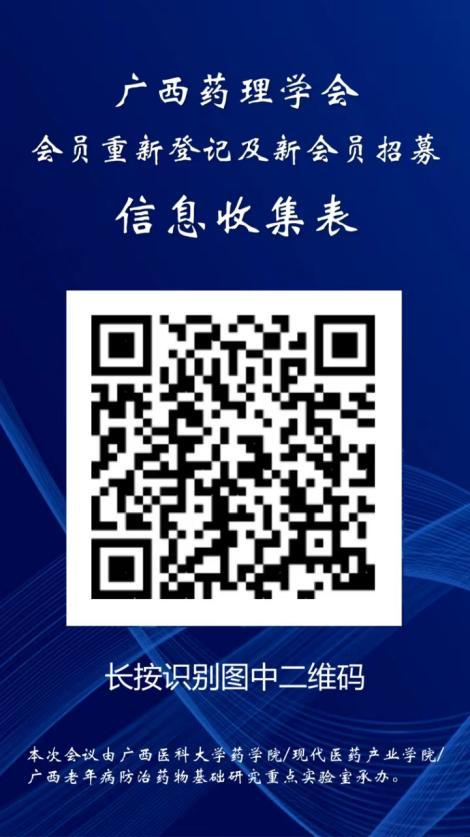 广西药理学会
会员重新登记及新会员招募
信息收集表
长按识别图中二维码
本次会议由广西医科大学药学院/现代医药产业学院/
广西老年病防治药物基础研究重点实验室承办。